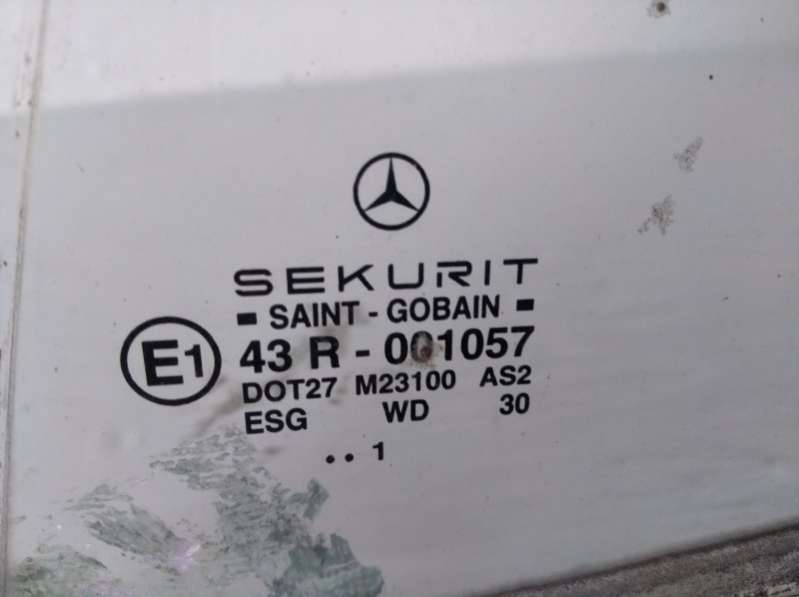 SEKURIT
SAINT - GOBAIN
E1 43 R - 001057
DOT27 M23100 AS2
ESG WD 30
.. 1